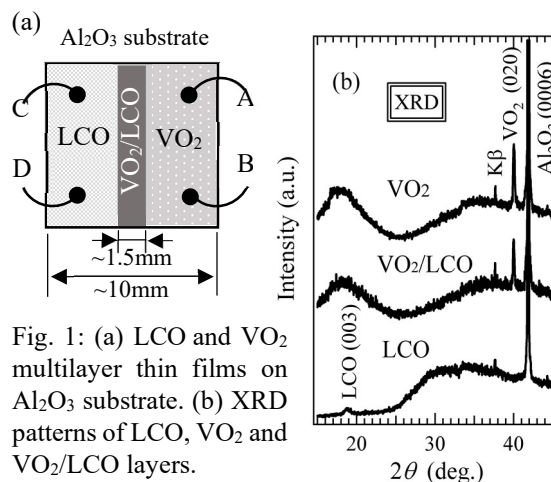 (a)
Al₂O₃ substrate
C
A
LCO
VO₂/LCO
VO₂
D
B
~1.5mm
~10mm
Fig. 1: (a) LCO and VO₂
multilayer thin films on
Al₂O₃ substrate. (b) XRD
patterns of LCO, VO₂ and
VO₂/LCO layers.
(b)
XRD
Kβ
VO₂ (020)
Al₂O₃ (0006)
VO₂
VO₂/LCO
LCO
LCO (003)
Intensity (a.u.)
20 30 40
2θ (deg.)